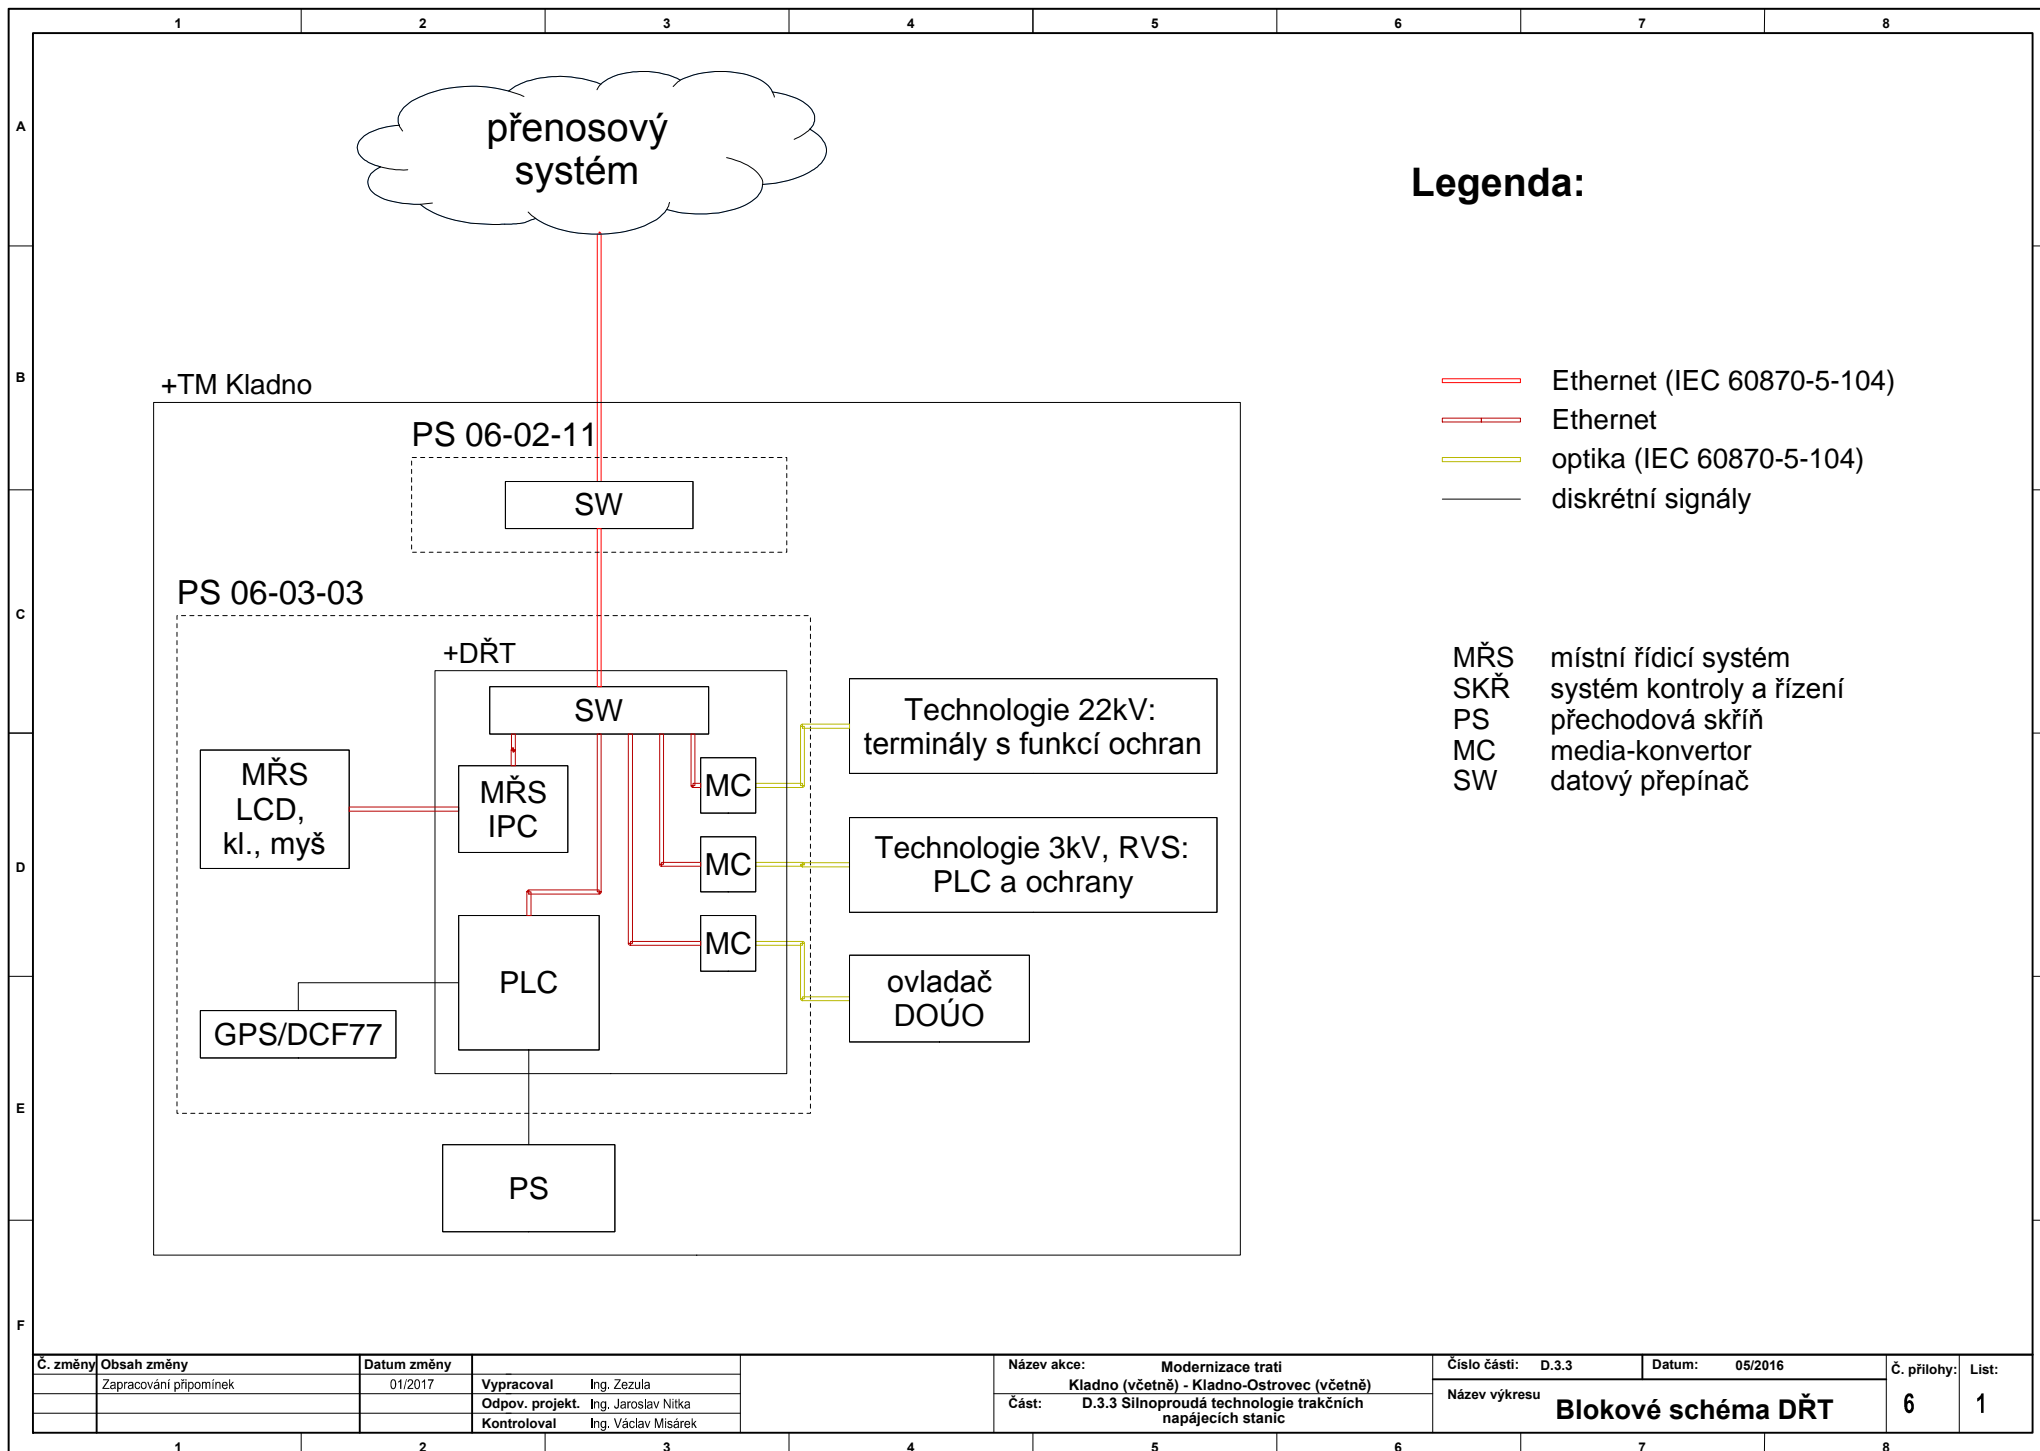 1 2 3 4 5 6 7 8
A
B
C
D
E
F
přenosový
systém
Legenda:
+TM Kladno
PS 06-02-11
SW
PS 06-03-03
+DŘT
SW
MŘS
LCD,
kl., myš
MŘS
IPC
MC
MC
MC
Technologie 22kV:
terminály s funkcí ochran
Technologie 3kV, RVS:
PLC a ochrany
ovladač
DOÚO
PLC
GPS/DCF77
PS
Ethernet (IEC 60870-5-104)
Ethernet
optika (IEC 60870-5-104)
diskrétní signály
MŘS místní řídicí systém
SKŘ systém kontroly a řízení
PS přechodová skříň
MC media-konvertor
SW datový přepínač
Č. změny Obsah změny Datum změny
Zapracování připomínek 01/2017
Vypracoval Ing. Zezula
Odpov. projekt. Ing. Jaroslav Nitka
Kontroloval Ing. Václav Misárek
Název akce: Modernizace trati
Kladno (včetně) - Kladno-Ostrovec (včetně)
Část: D.3.3 Silnoproudá technologie trakčních
napájecích stanic
Číslo části: D.3.3 Datum: 05/2016
Název výkresu Blokové schéma DŘT
Č. přilohy: List:
6 1
1 2 3 4 5 6 7 8